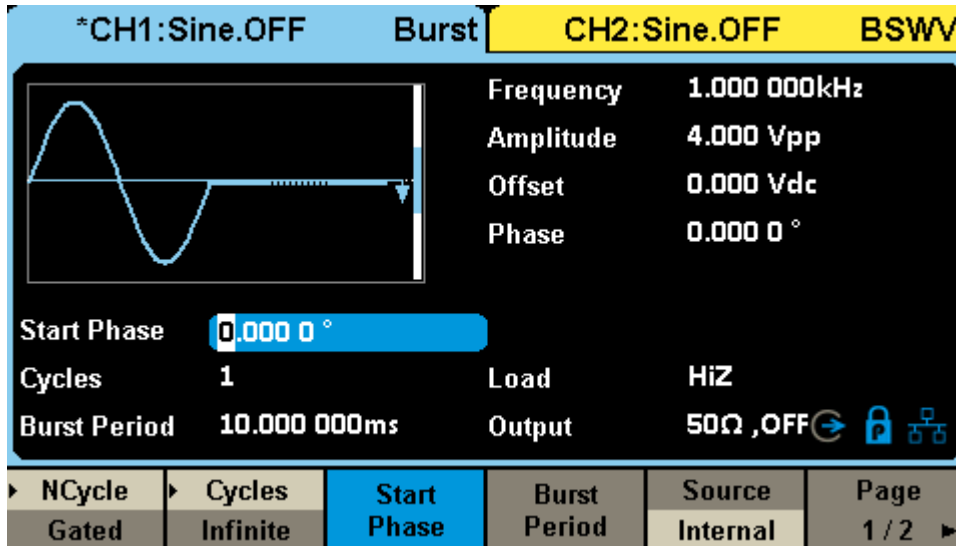 *CH1:Sine.OFF Burst CH2:Sine.OFF BSWV
Frequency 1.000 000kHz
Amplitude 4.000 Vpp
Offset 0.000 Vdc
Phase 0.000 0 °
Start Phase 0.000 0 °
Cycles 1 Load HiZ
Burst Period 10.000 000ms Output 50Ω ,OFF P
NCycle Cycles Start Burst Source Page
Gated Infinite Phase Period Internal 1 / 2